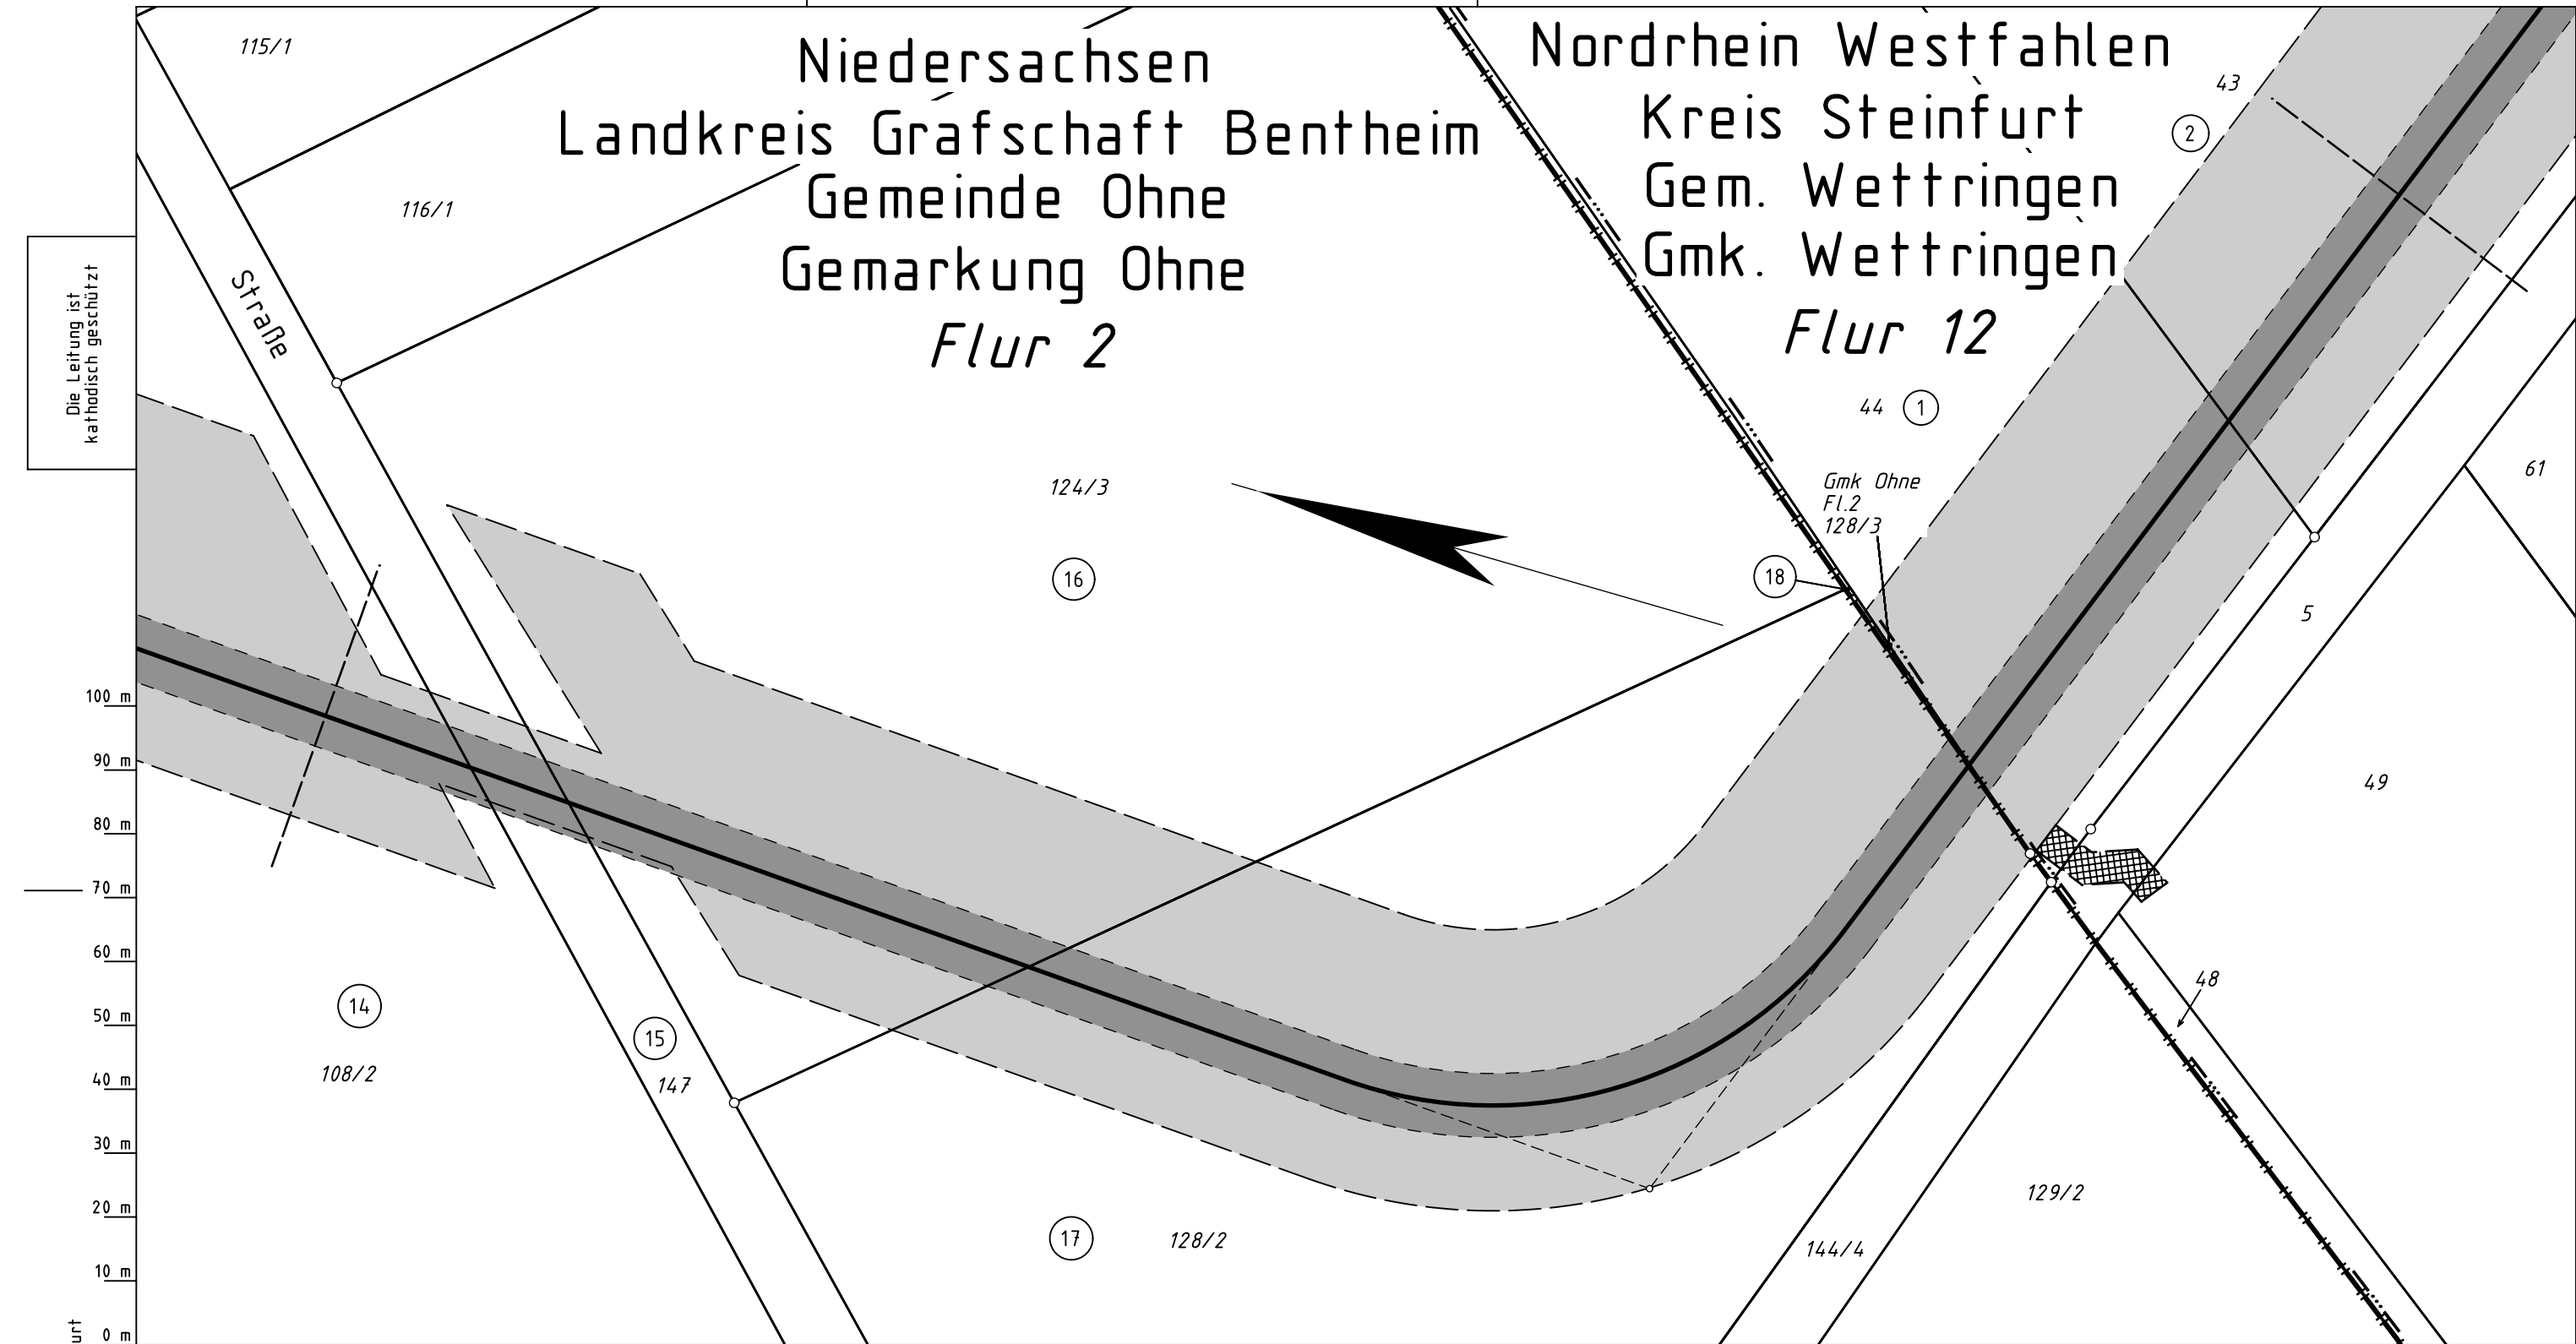 115/1
116/1
Niedersachsen
Landkreis Grafschaft Bentheim
Gemeinde Ohne
Gemarkung Ohne
Flur 2
Nordrhein Westfahlen
Kreis Steinfurt
Gem. Wettringen
Gmk. Wettringen
Flur 12
43
2
44
1
Die Leitung ist
kathodisch geschützt
Straße
124/3
16
Gmk Ohne
Fl.2
128/3
18
61
5
49
48
100 m
90 m
80 m
70 m
60 m
50 m
40 m
30 m
20 m
10 m
0 m
14
108/2
15
147
17
128/2
144/4
129/2
urt